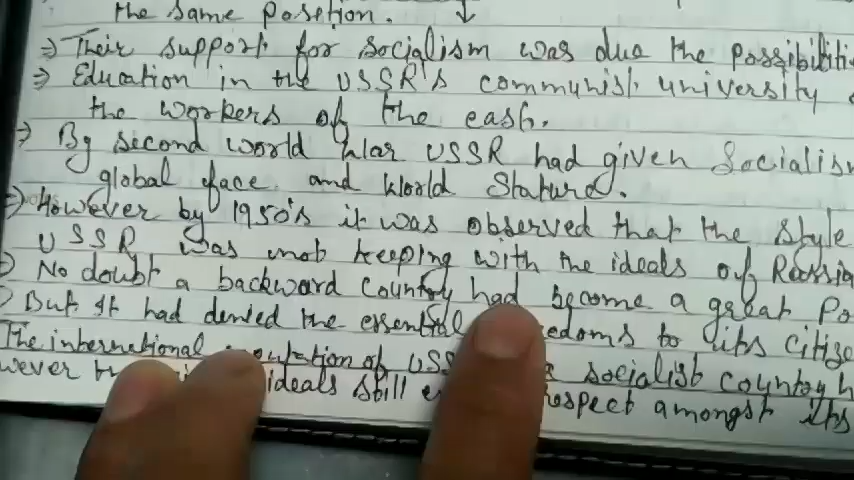 the same position. ↓
⇒ Their support for socialism was due the possibiliti
⇒ Eduation in the USSR's communist university
the workers of the east.
⇒ By second world War USSR had given Socialism
global face and World Stature.
⇒ However by 1950's it was observed that the style
USSR was not keeping with the ideals of Russia
No doubt a backward country had become a great Po
But it had denied the essential edoms to its citize
The international of USS socialist country h
wever ideals still respect amongst its